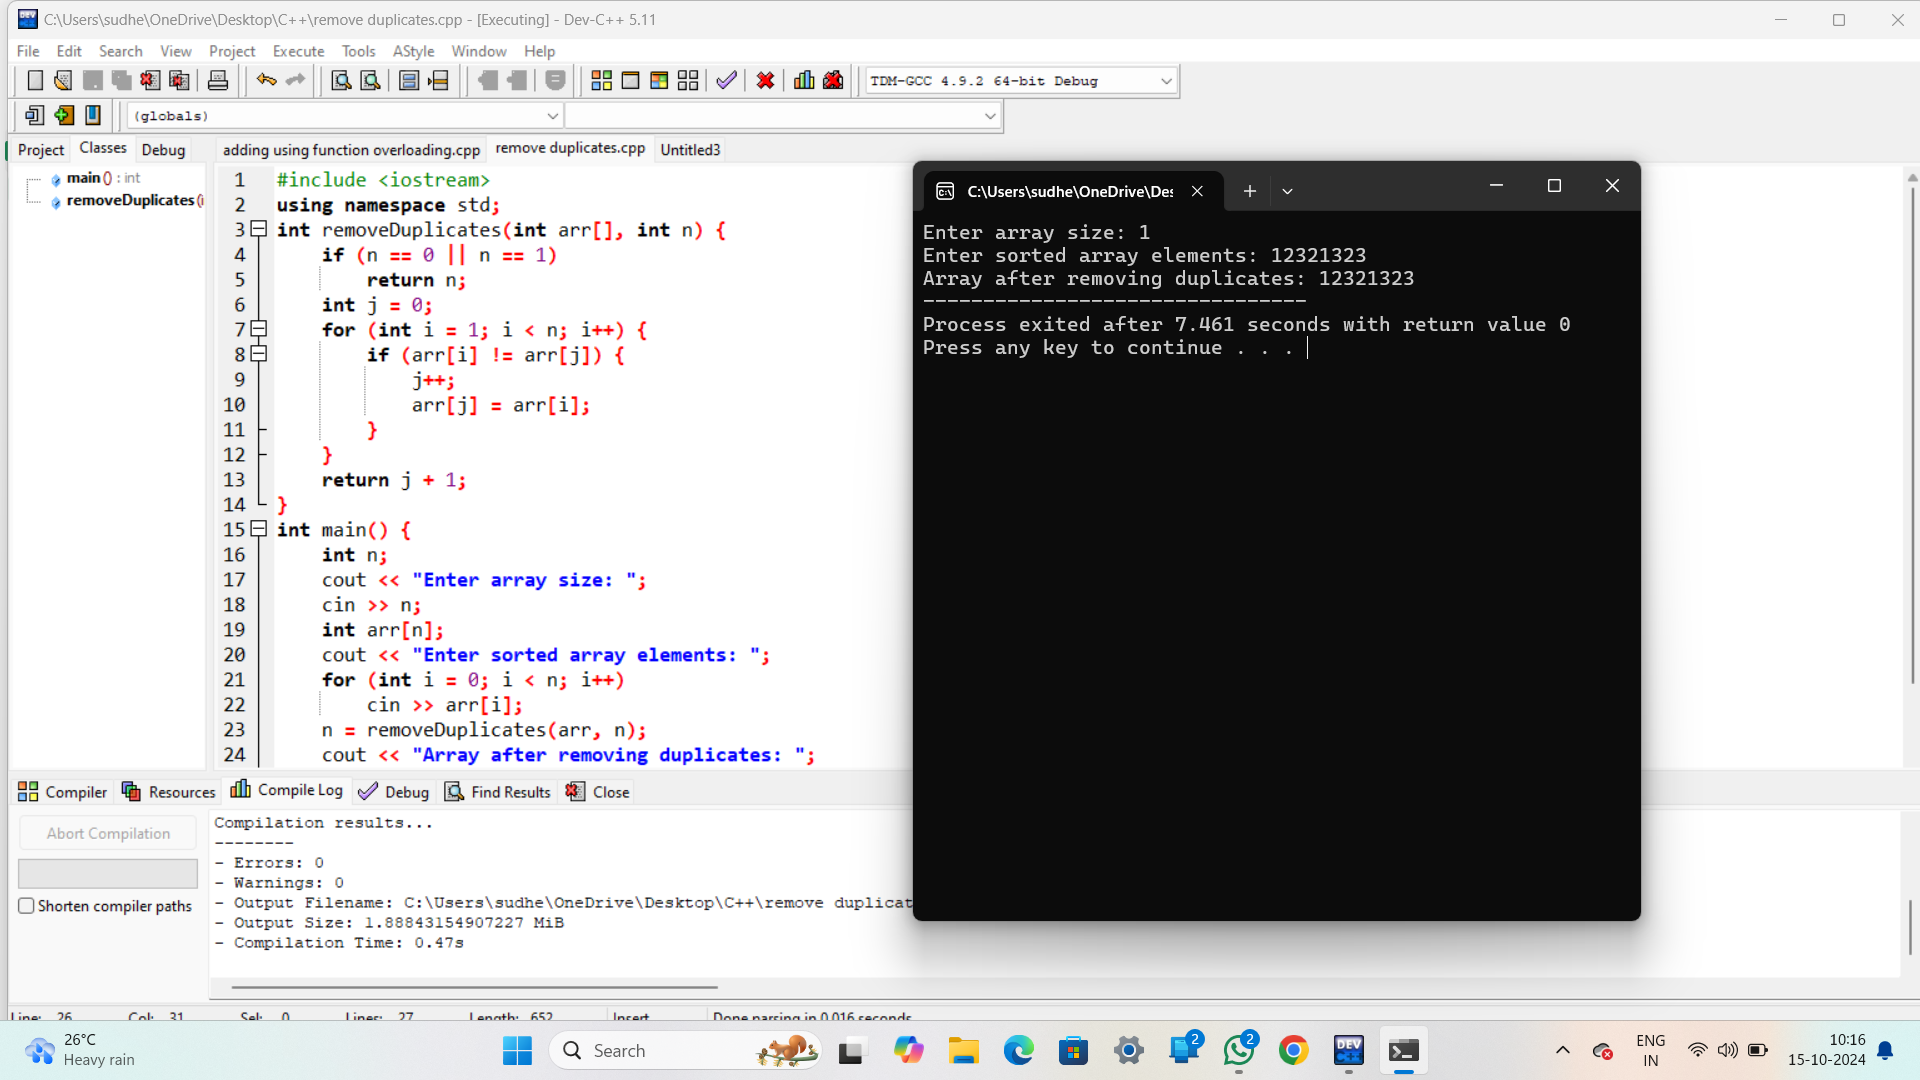 C:\Users\sudhe\OneDrive\Desktop\C++\remove duplicates.cpp - [Executing] - Dev-C++ 5.11
File Edit Search View Project Execute Tools AStyle Window Help
TDM-GCC 4.9.2 64-bit Debug
(globals)
Project Classes Debug
adding using function overloading.cpp remove duplicates.cpp Untitled3
main () : int
removeDuplicates (i
1 #include <iostream>
2 using namespace std;
3 int removeDuplicates(int arr[], int n) {
4 if (n == 0 || n == 1)
5 return n;
6 int j = 0;
7 for (int i = 1; i < n; i++) {
8 if (arr[i] != arr[j]) {
9 j++;
10 arr[j] = arr[i];
11 }
12 }
13 return j + 1;
14 }
15 int main() {
16 int n;
17 cout << "Enter array size: ";
18 cin >> n;
19 int arr[n];
20 cout << "Enter sorted array elements: ";
21 for (int i = 0; i < n; i++)
22 cin >> arr[i];
23 n = removeDuplicates(arr, n);
24 cout << "Array after removing duplicates: ";
C:\Users\sudhe\OneDrive\Des
Enter array size: 1
Enter sorted array elements: 12321323
Array after removing duplicates: 12321323
--------------------------------
Process exited after 7.461 seconds with return value 0
Press any key to continue . . .
Compiler Resources Compile Log Debug Find Results Close
Abort Compilation
Shorten compiler paths
Compilation results...
--------
- Errors: 0
- Warnings: 0
- Output Filename: C:\Users\sudhe\OneDrive\Desktop\C++\remove duplicat
- Output Size: 1.88843154907227 MiB
- Compilation Time: 0.47s
Line: 26 Col: 31 Sel: 0 Lines: 27 Length: 652 Insert Done parsing in 0.016 seconds
26°C
Heavy rain
Search
2
2
DEV
C++
ENG
IN
10:16
15-10-2024